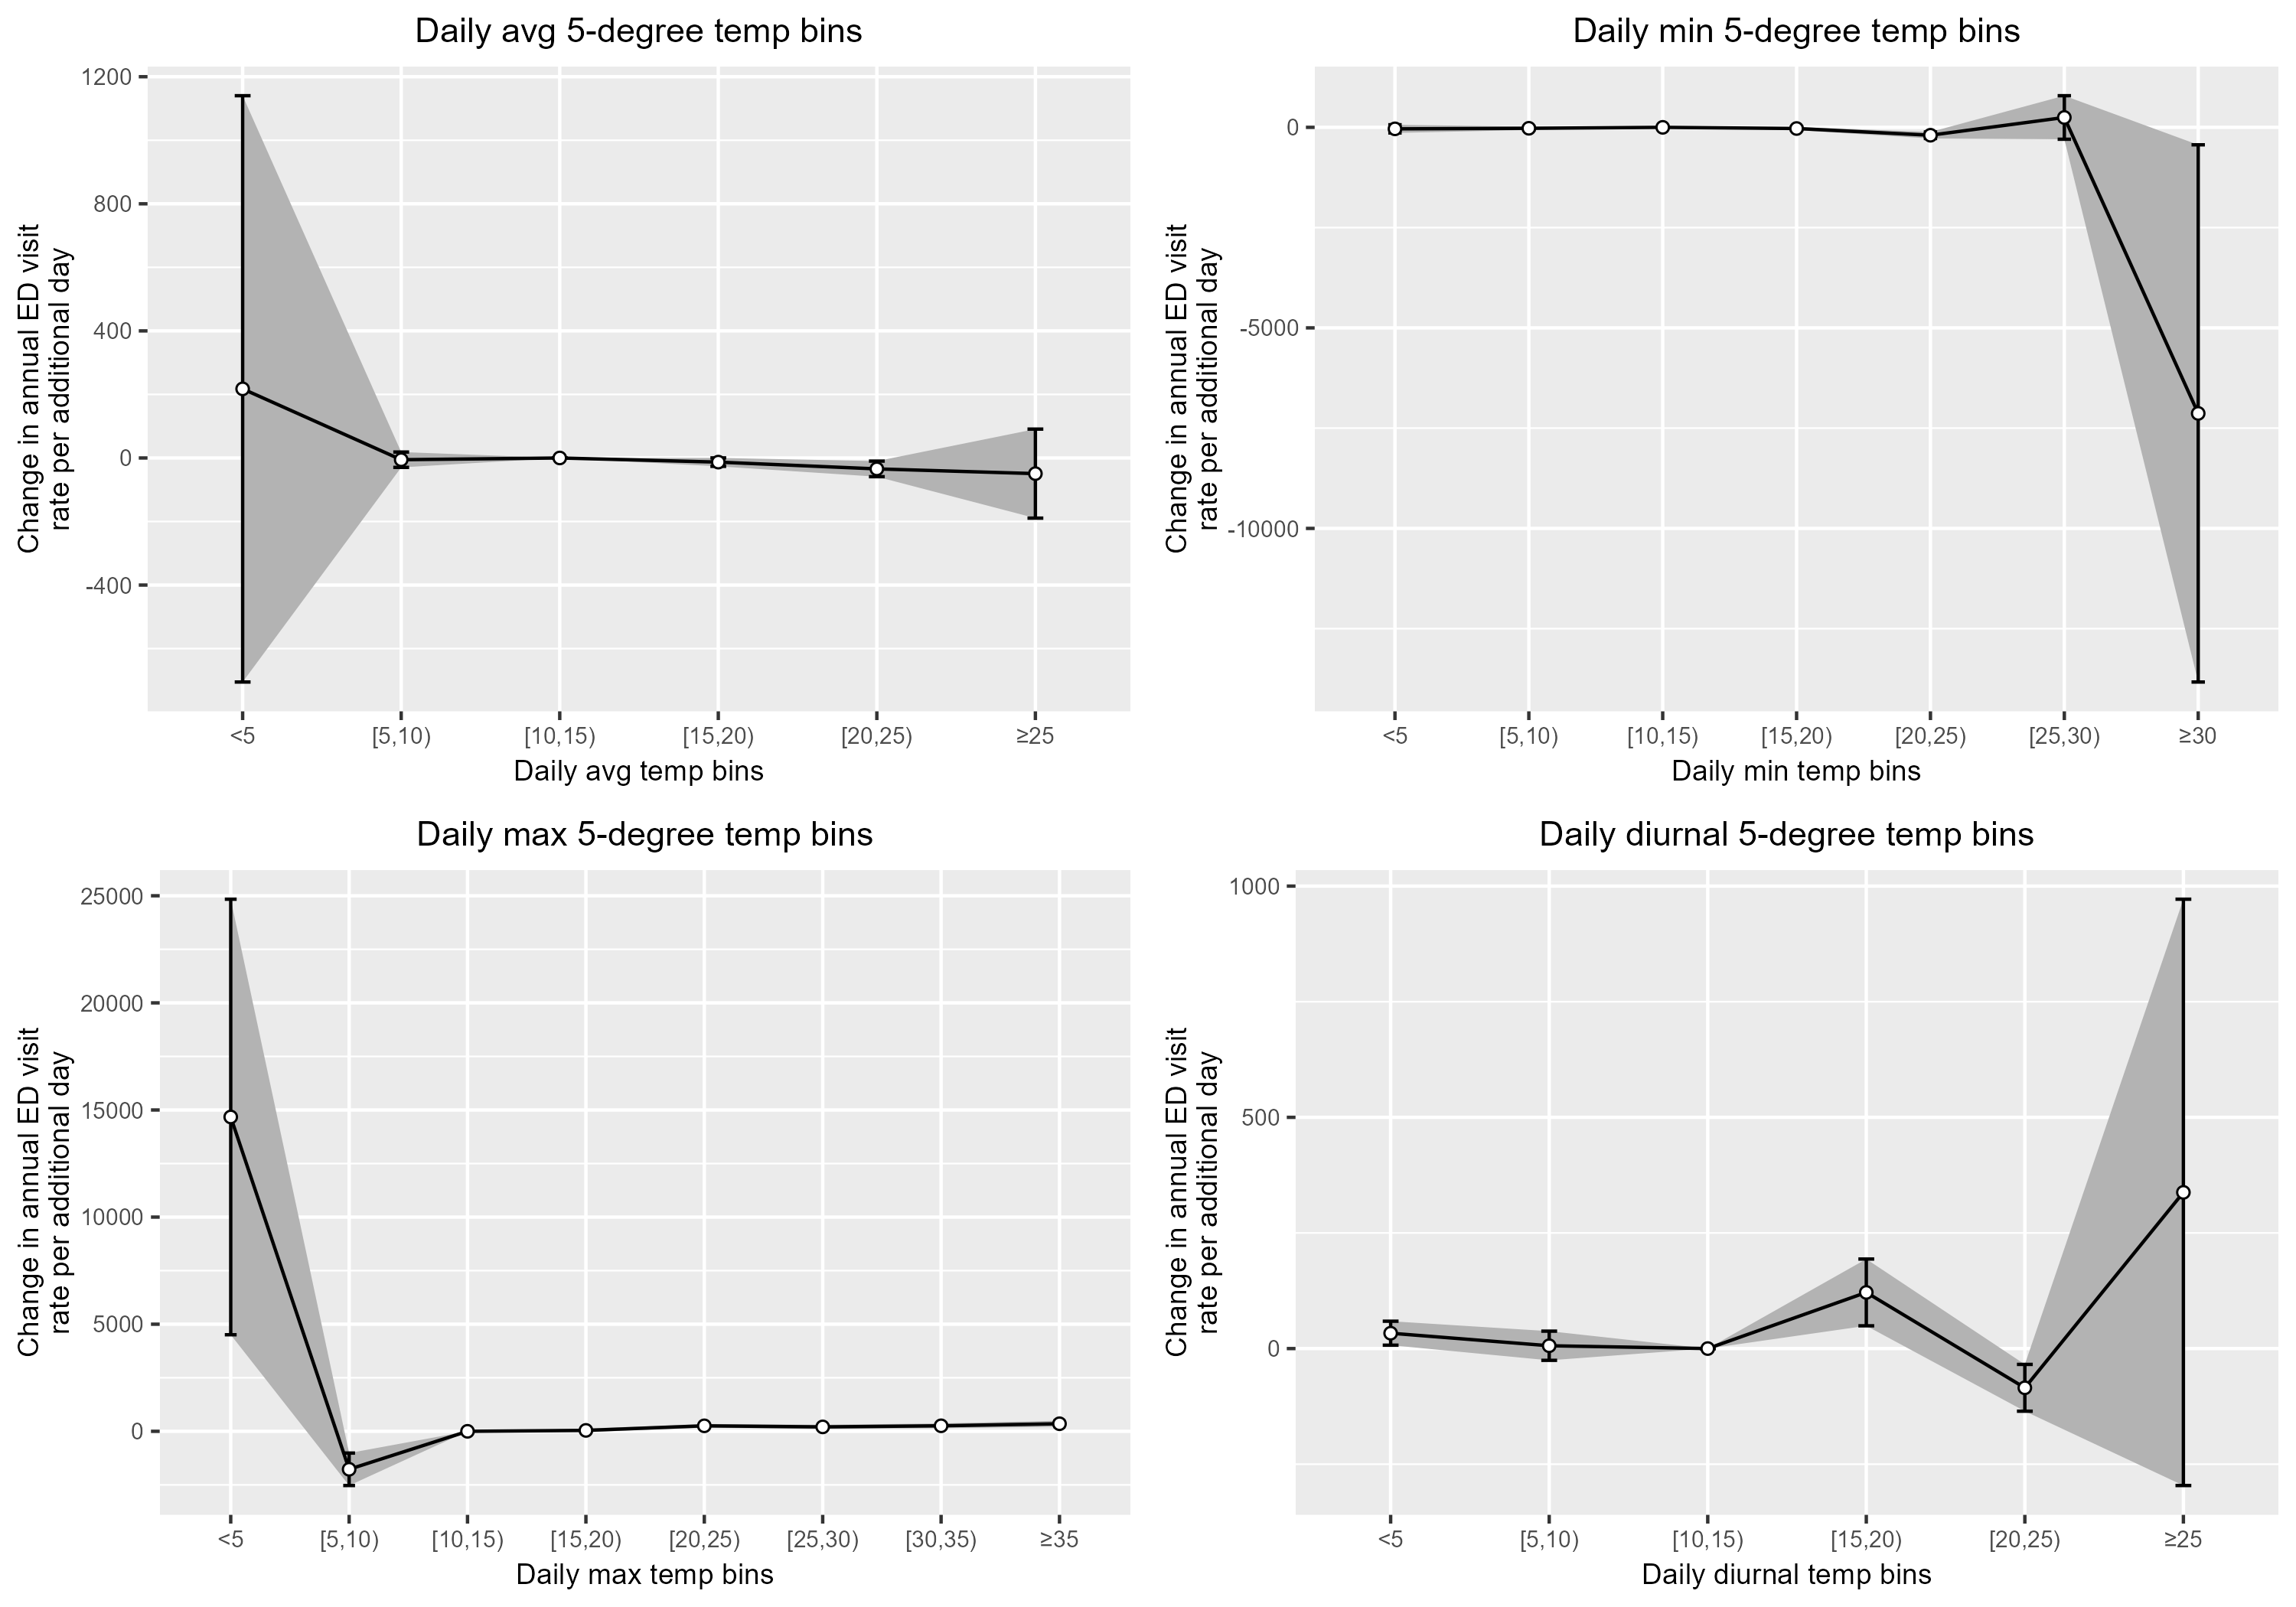 Daily avg 5-degree temp bins
Change in annual ED visit
rate per additional day
1200
800
400
0
-400
<5 [5,10) [10,15) [15,20) [20,25) ≥25
Daily avg temp bins
Daily min 5-degree temp bins
Change in annual ED visit
rate per additional day
0
-5000
-10000
<5 [5,10) [10,15) [15,20) [20,25) [25,30) ≥30
Daily min temp bins
Daily max 5-degree temp bins
Change in annual ED visit
rate per additional day
25000
20000
15000
10000
5000
0
<5 [5,10) [10,15) [15,20) [20,25) [25,30) [30,35) ≥35
Daily max temp bins
Daily diurnal 5-degree temp bins
Change in annual ED visit
rate per additional day
1000
500
0
<5 [5,10) [10,15) [15,20) [20,25) ≥25
Daily diurnal temp bins